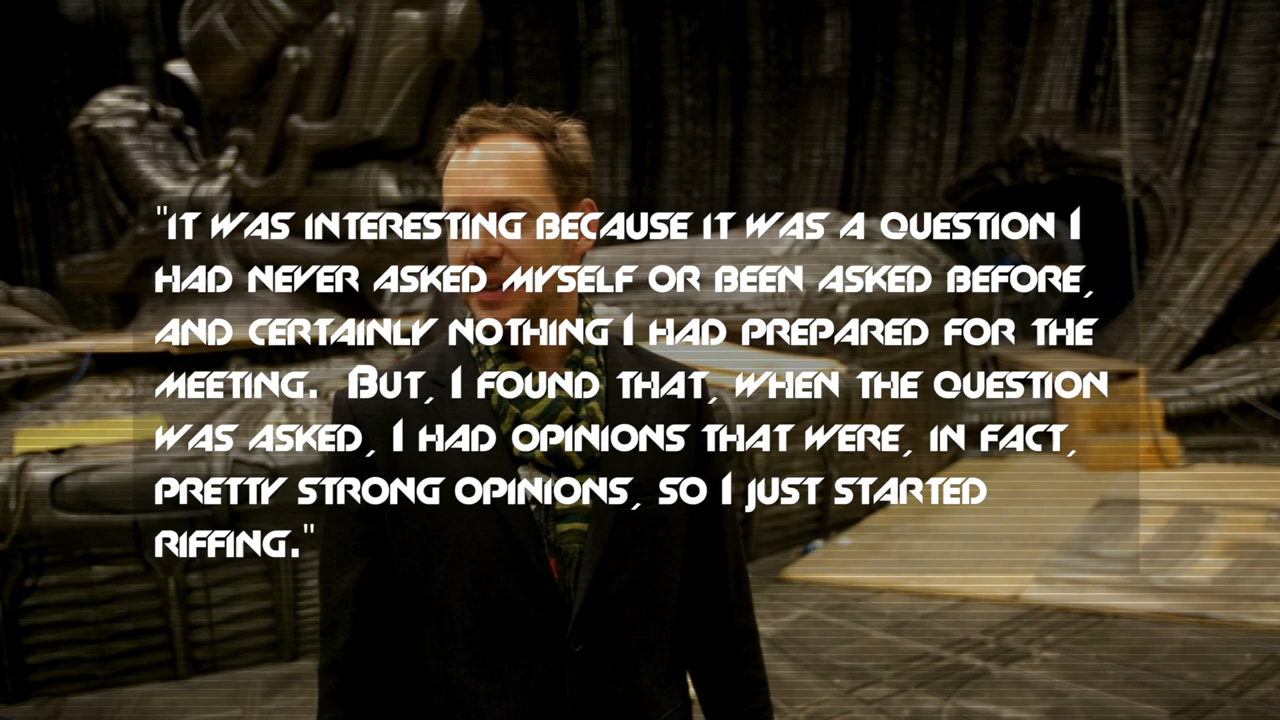 "It was interesting because it was a question I
had never asked myself or been asked before,
and certainly nothing I had prepared for the
meeting.  But, I found that, when the question
was asked, I had opinions that were, in fact,
pretty strong opinions, so I just started
riffing."